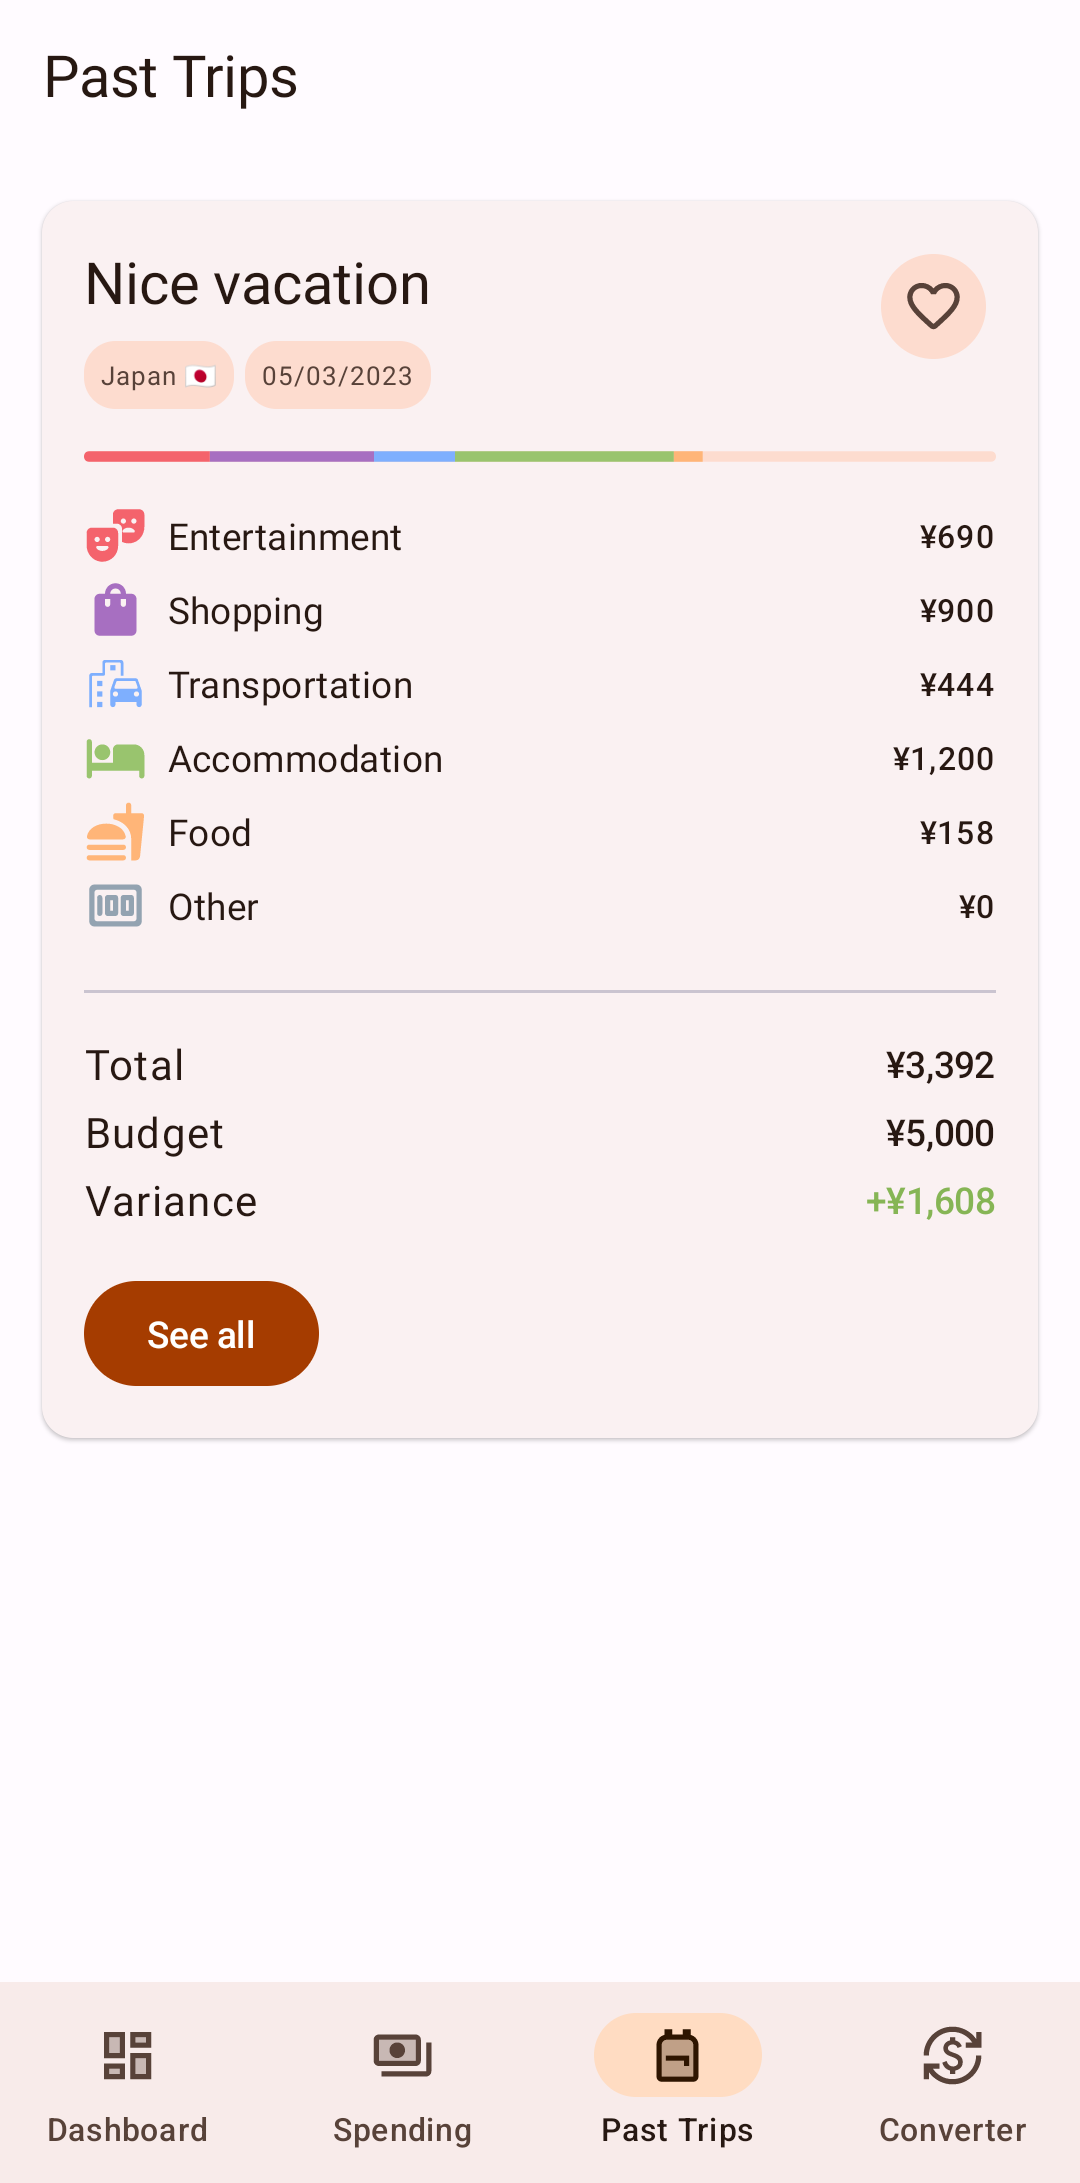 Past Trips
Nice vacation
Japan 🇯🇵 05/03/2023
Entertainment ¥690
Shopping ¥900
Transportation ¥444
Accommodation ¥1,200
Food ¥158
Other ¥0
Total ¥3,392
Budget ¥5,000
Variance +¥1,608
See all
Dashboard Spending Past Trips Converter